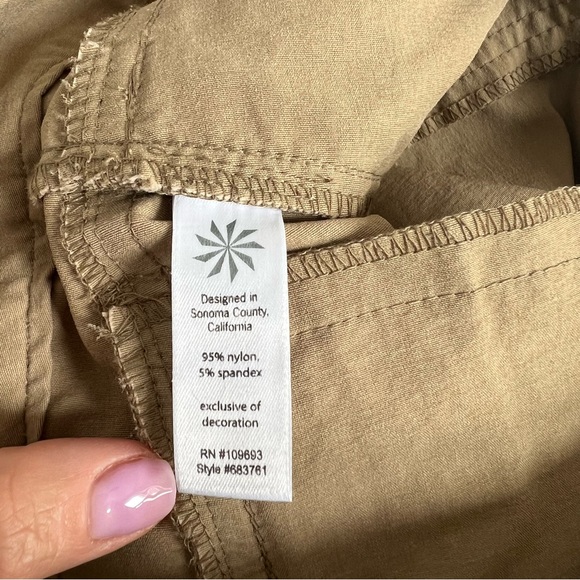 Designed in
Sonoma County,
California
95% nylon,
5% spandex
exclusive of
decoration
RN #109693
Style #683761